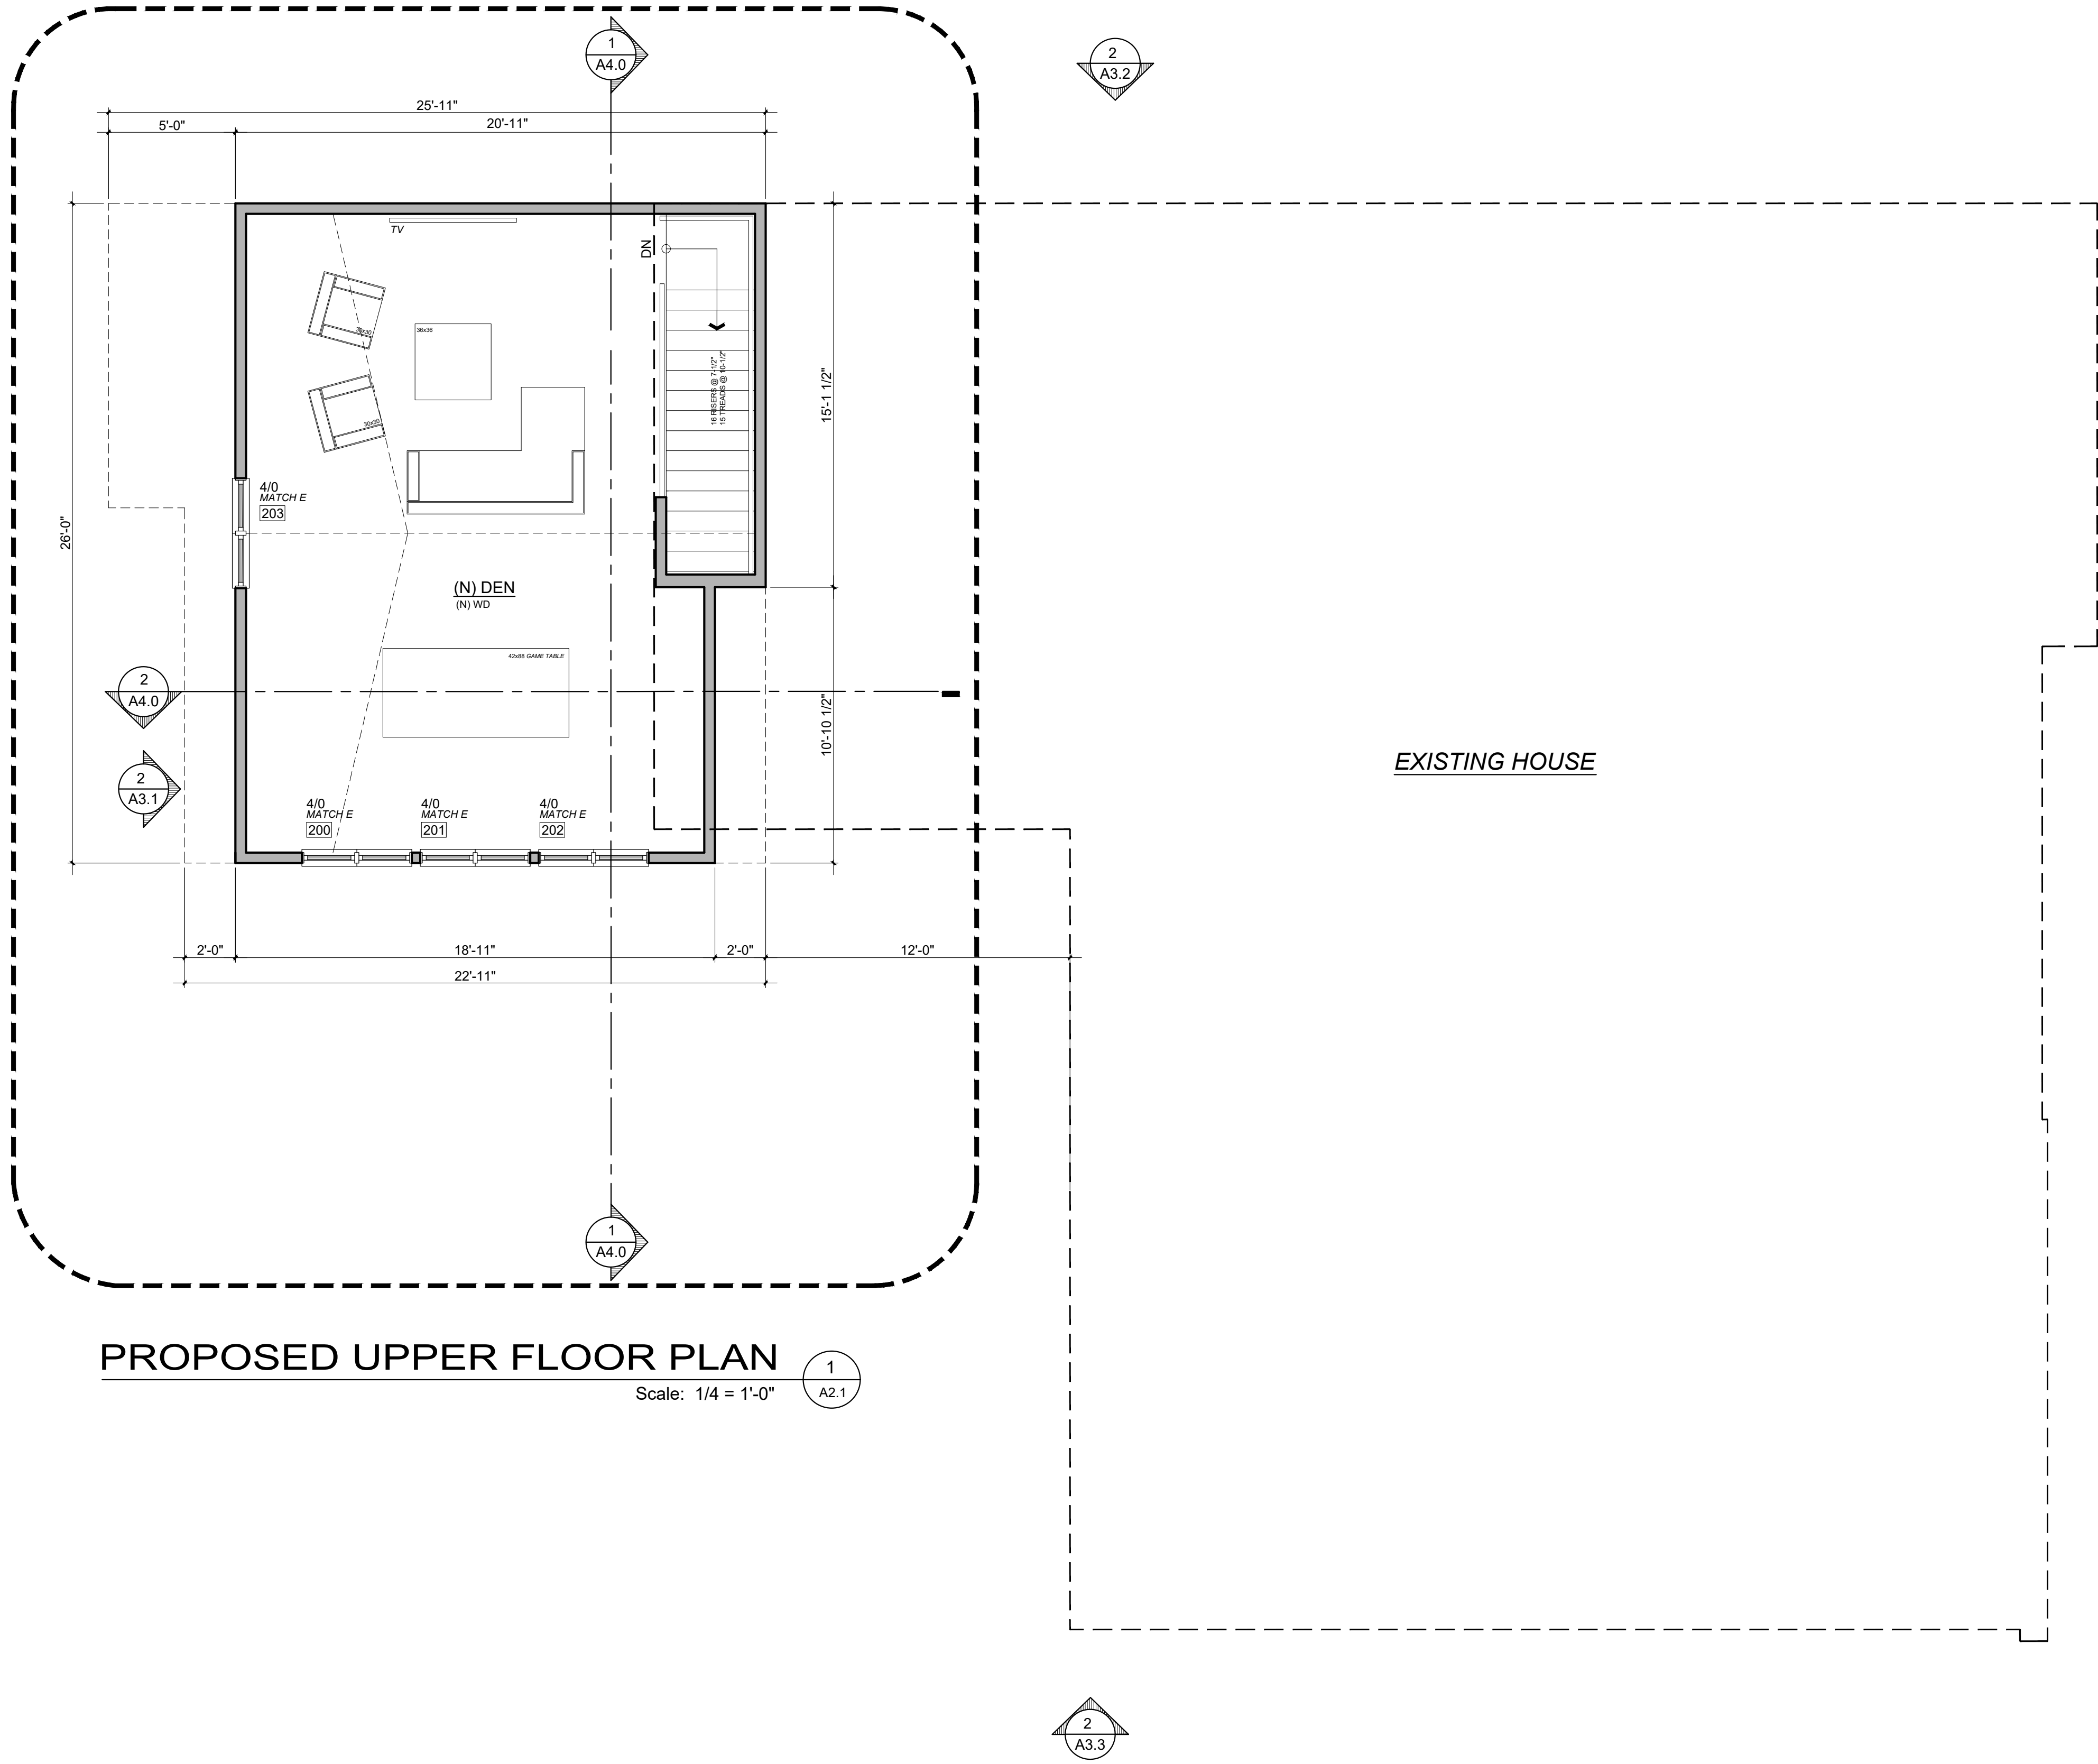 1
A4.0
2
A3.2
25'-11"
5'-0"
20'-11"
TV
DN
36x36
30x30
30x30
16 RISERS @ 7-1/2"
15 TREADS @ 10-1/2"
15'-1 1/2"
26'-0"
4/0
MATCH E
203
(N) DEN
(N) WD
42x88 GAME TABLE
2
A4.0
10'-10 1/2"
EXISTING HOUSE
2
A3.1
4/0
MATCH E
200
4/0
MATCH E
201
4/0
MATCH E
202
2'-0"
18'-11"
2'-0"
12'-0"
22'-11"
1
A4.0
PROPOSED UPPER FLOOR PLAN
Scale: 1/4 = 1'-0"
1
A2.1
2
A3.3